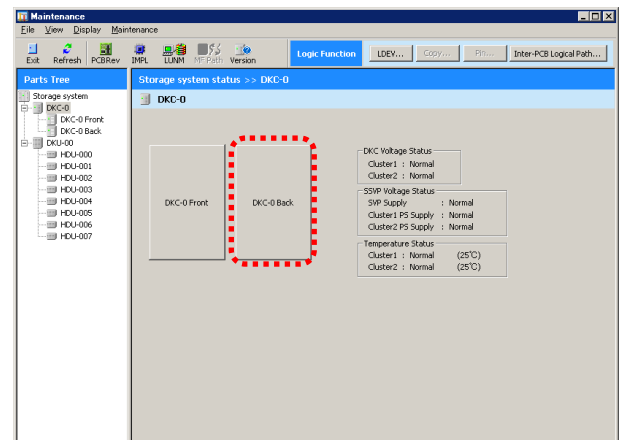 Maintenance
File View Display Maintenance
Exit Refresh PCBRev IMPL LUNM MF Path Version Logic Function LDEV... Copy... Pin... Inter-PCB Logical Path...
Parts Tree
Storage system status >> DKC-0
Storage system
DKC-0
DKC-0 Front
DKC-0 Back
DKU-00
HDU-000
HDU-001
HDU-002
HDU-003
HDU-004
HDU-005
HDU-006
HDU-007
DKC-0
DKC-0 Front
DKC-0 Back
DKC Voltage Status
Cluster1 : Normal
Cluster2 : Normal
SSVP Voltage Status
SVP Supply : Normal
Cluster1 PS Supply : Normal
Cluster2 PS Supply : Normal
Temperature Status
Cluster1 : Normal (25℃)
Cluster2 : Normal (25℃)